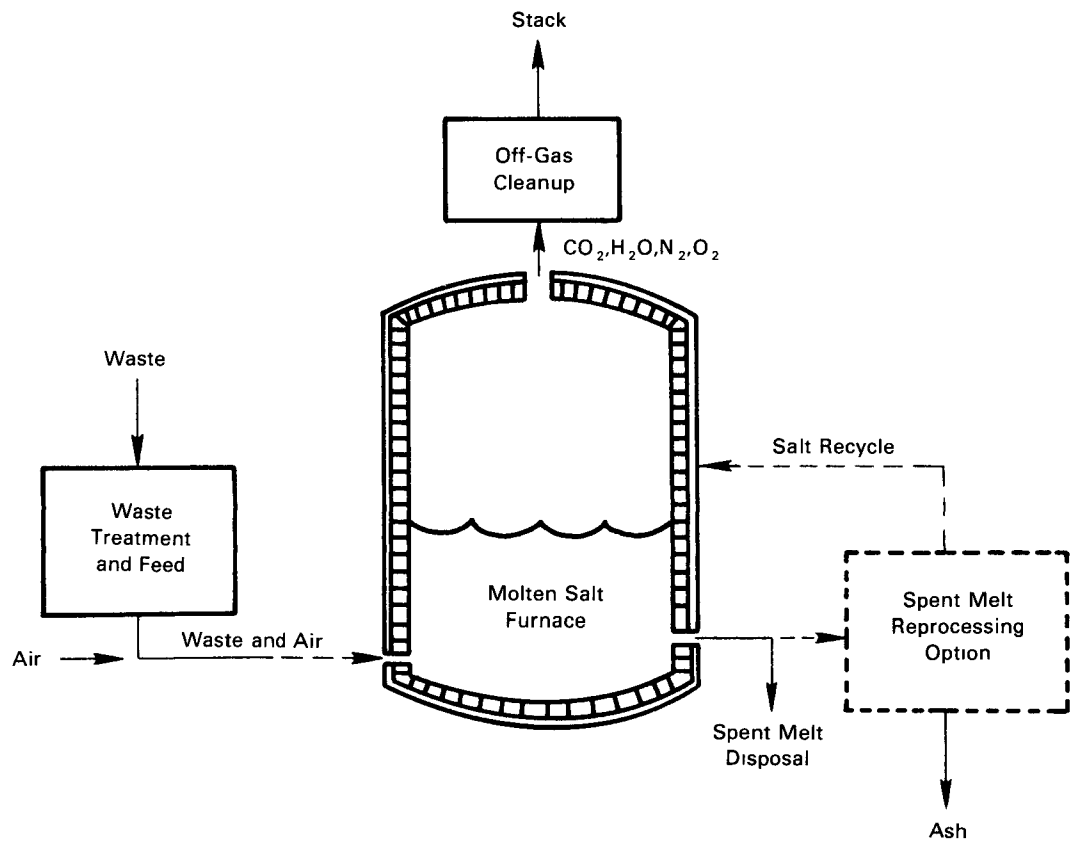 Stack
Off-Gas
Cleanup
CO₂,H₂O,N₂,O₂
Waste
Salt Recycle
Waste
Treatment
and Feed
Molten Salt
Furnace
Spent Melt
Reprocessing
Option
Waste and Air
Air
Spent Melt
Disposal
Ash